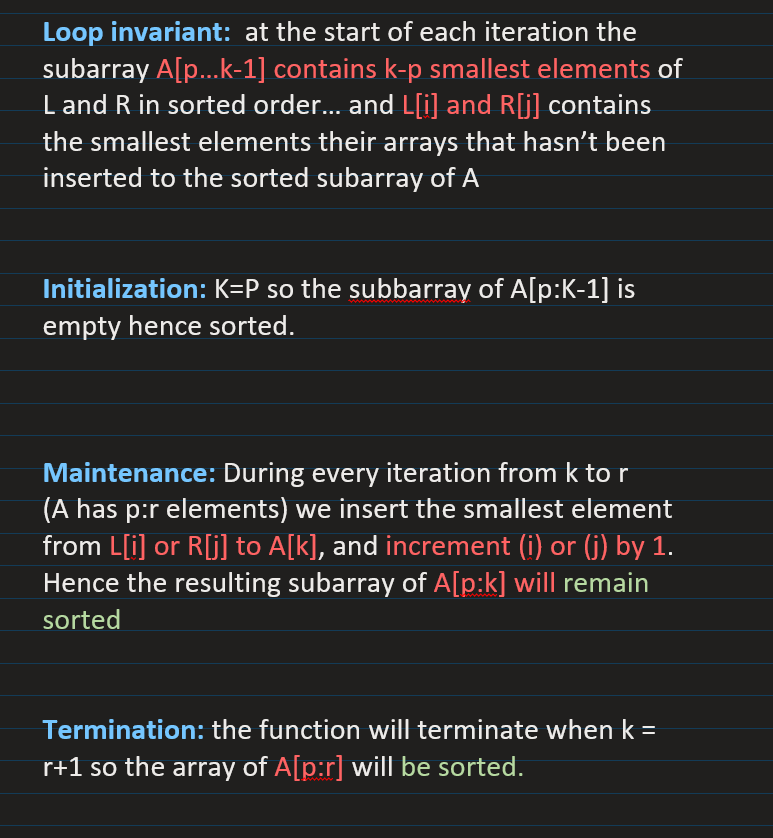 Loop invariant: at the start of each iteration the
subarray A[p...k-1] contains k-p smallest elements of
L and R in sorted order... and L[i] and R[j] contains
the smallest elements their arrays that hasn't been
inserted to the sorted subarray of A
Initialization: K=P so the subbarray of A[p:K-1] is
empty hence sorted.
Maintenance: During every iteration from k to r
(A has p:r elements) we insert the smallest element
from L[i] or R[j] to A[k], and increment (i) or (j) by 1.
Hence the resulting subarray of A[p:k] will remain
sorted
Termination: the function will terminate when k =
r+1 so the array of A[p:r] will be sorted.